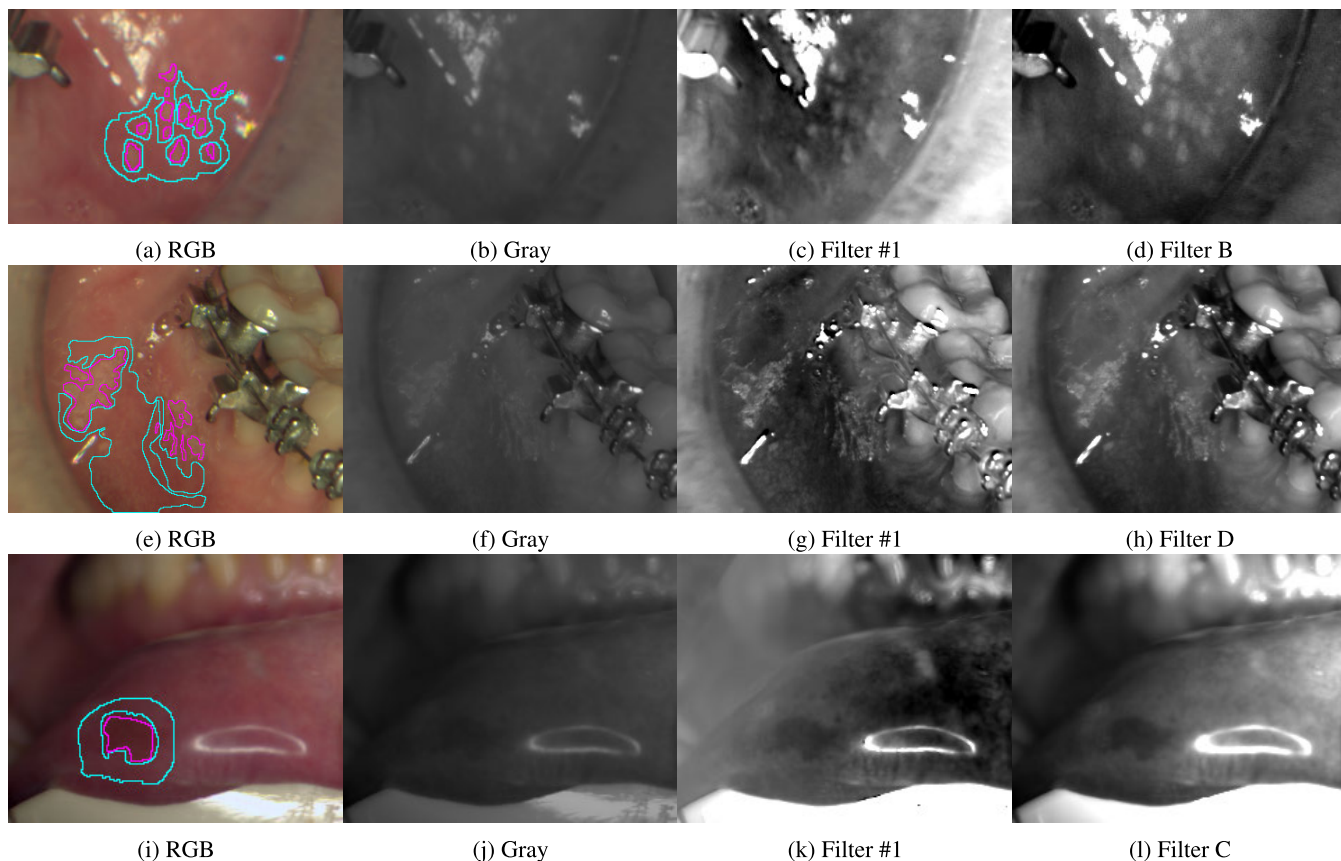 (a) RGB (b) Gray (c) Filter #1 (d) Filter B
(e) RGB (f) Gray (g) Filter #1 (h) Filter D
(i) RGB (j) Gray (k) Filter #1 (l) Filter C